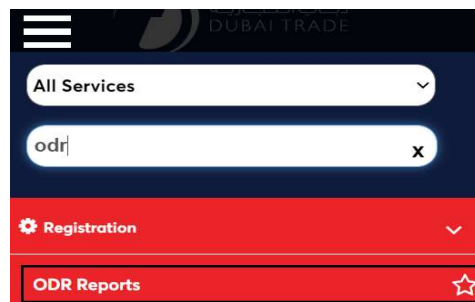 DUBAI TRADE
All Services
odr
x
Registration
ODR Reports